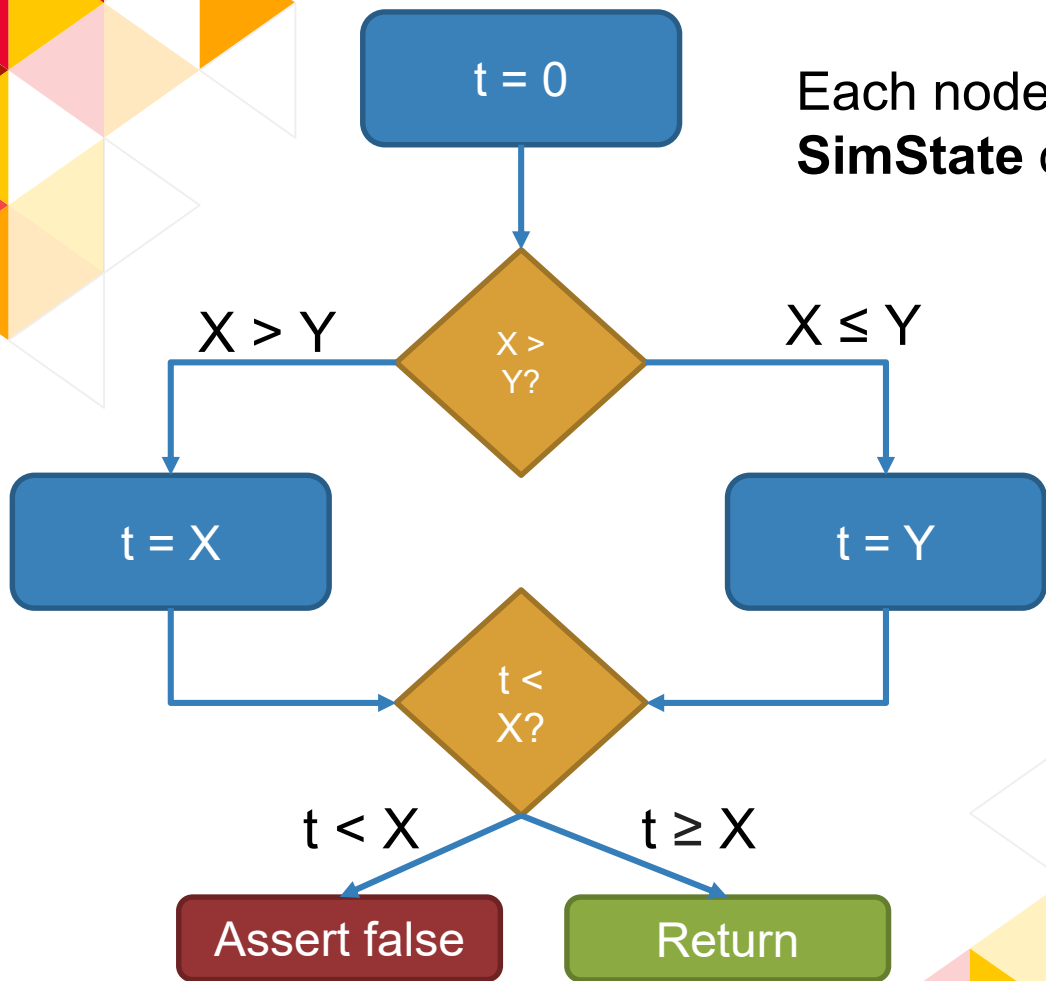 t = 0
Each node
SimState
X > Y
X >
Y?
X ≤ Y
t = X
t = Y
t <
X?
t < X
t ≥ X
Assert false
Return